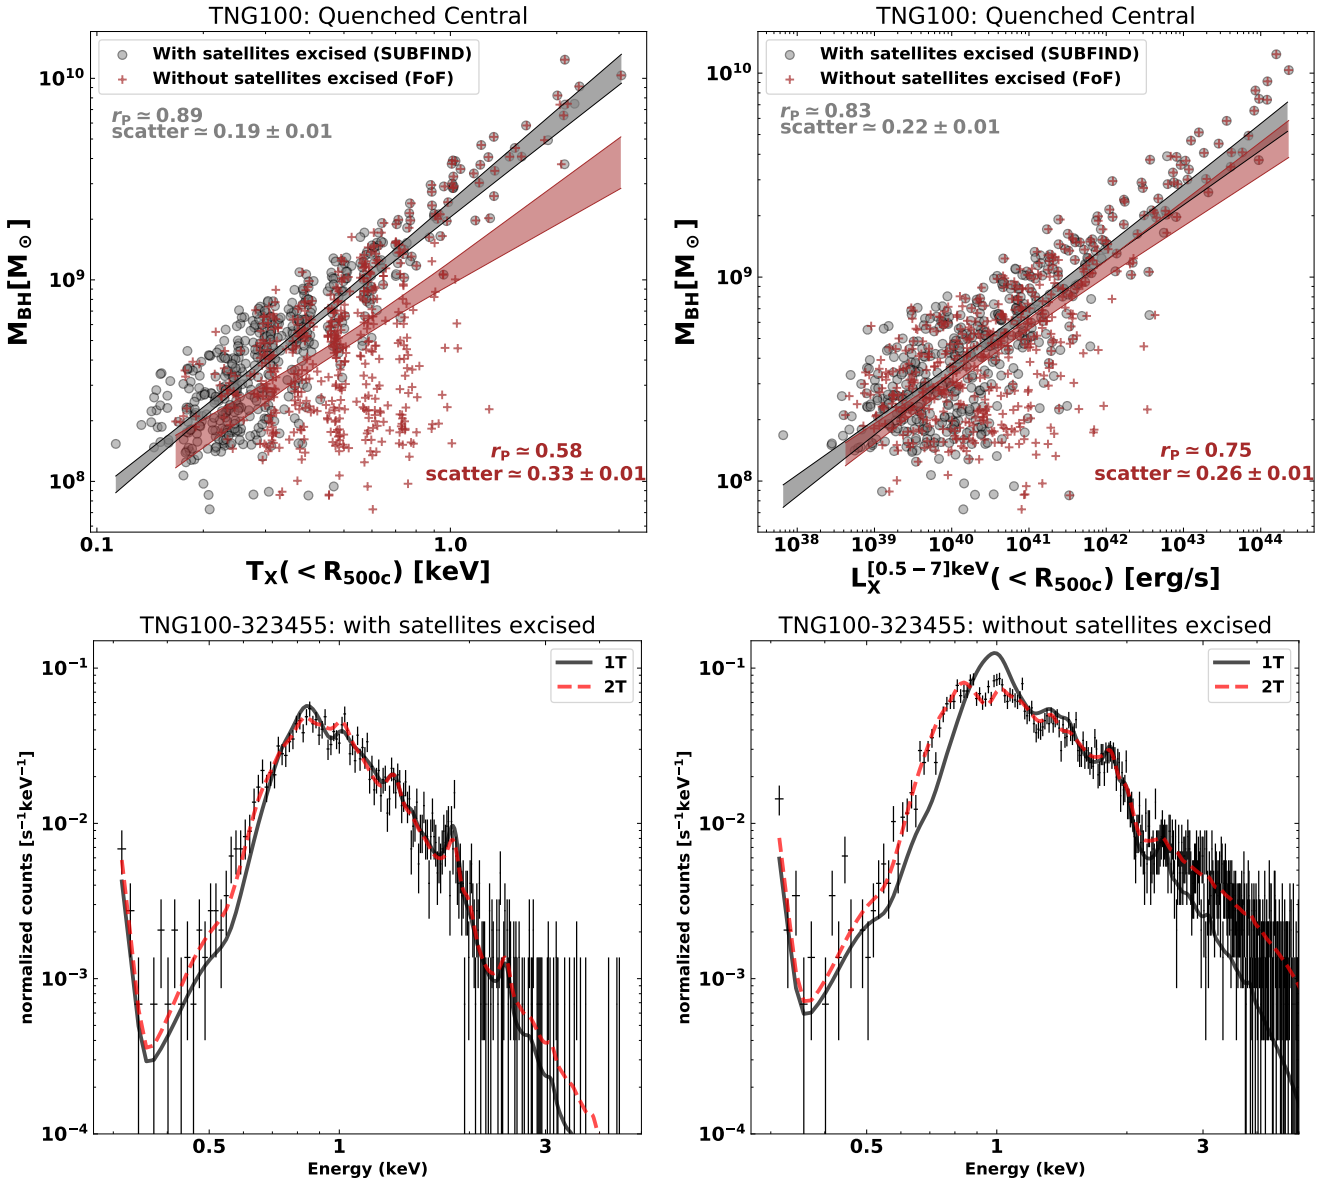 TNG100: Quenched Central
With satellites excised (SUBFIND)
Without satellites excised (FoF)
r_P ≃ 0.89
scatter ≃ 0.19 ± 0.01
r_P ≃ 0.58
scatter ≃ 0.33 ± 0.01
M_BH[M⊙]
10^10
10^9
10^8
0.1
1.0
T_X(< R_500c) [keV]
TNG100: Quenched Central
With satellites excised (SUBFIND)
Without satellites excised (FoF)
r_P ≃ 0.83
scatter ≃ 0.22 ± 0.01
r_P ≃ 0.75
scatter ≃ 0.26 ± 0.01
M_BH[M⊙]
10^10
10^9
10^8
10^38
10^39
10^40
10^41
10^42
10^43
10^44
L_X^[0.5−7]keV(< R_500c) [erg/s]
TNG100-323455: with satellites excised
1T
2T
normalized counts [s^−1keV^−1]
10^−1
10^−2
10^−3
10^−4
0.5
1
3
Energy (keV)
TNG100-323455: without satellites excised
1T
2T
normalized counts [s^−1keV^−1]
10^−1
10^−2
10^−3
10^−4
0.5
1
3
Energy (keV)